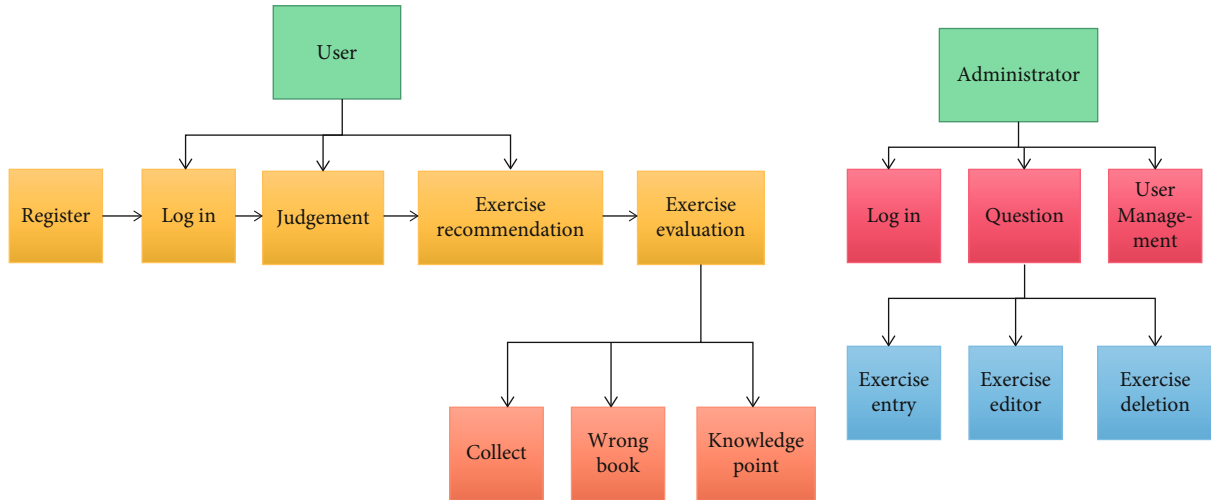 User
Administrator
Register
Log in
Judgement
Exercise
recommendation
Exercise
evaluation
Log in
Question
User
Manage-
ment
Collect
Wrong
book
Knowledge
point
Exercise
entry
Exercise
editor
Exercise
deletion